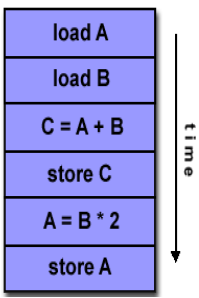 load A
load B
C = A + B
store C
A = B * 2
store A
time